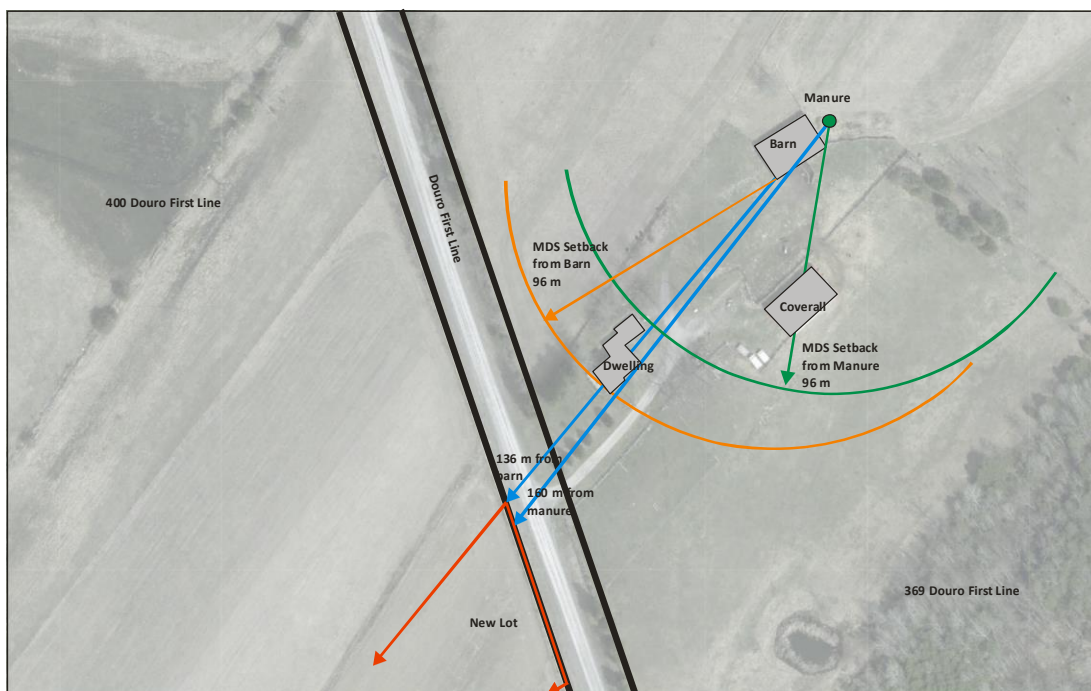 Manure
Barn
400 Douro First Line
Douro First Line
MDS Setback
from Barn
96 m
Coverall
MDS Setback
from Manure
96 m
Dwelling
136 m from
barn
160 m from
manure
369 Douro First Line
New Lot